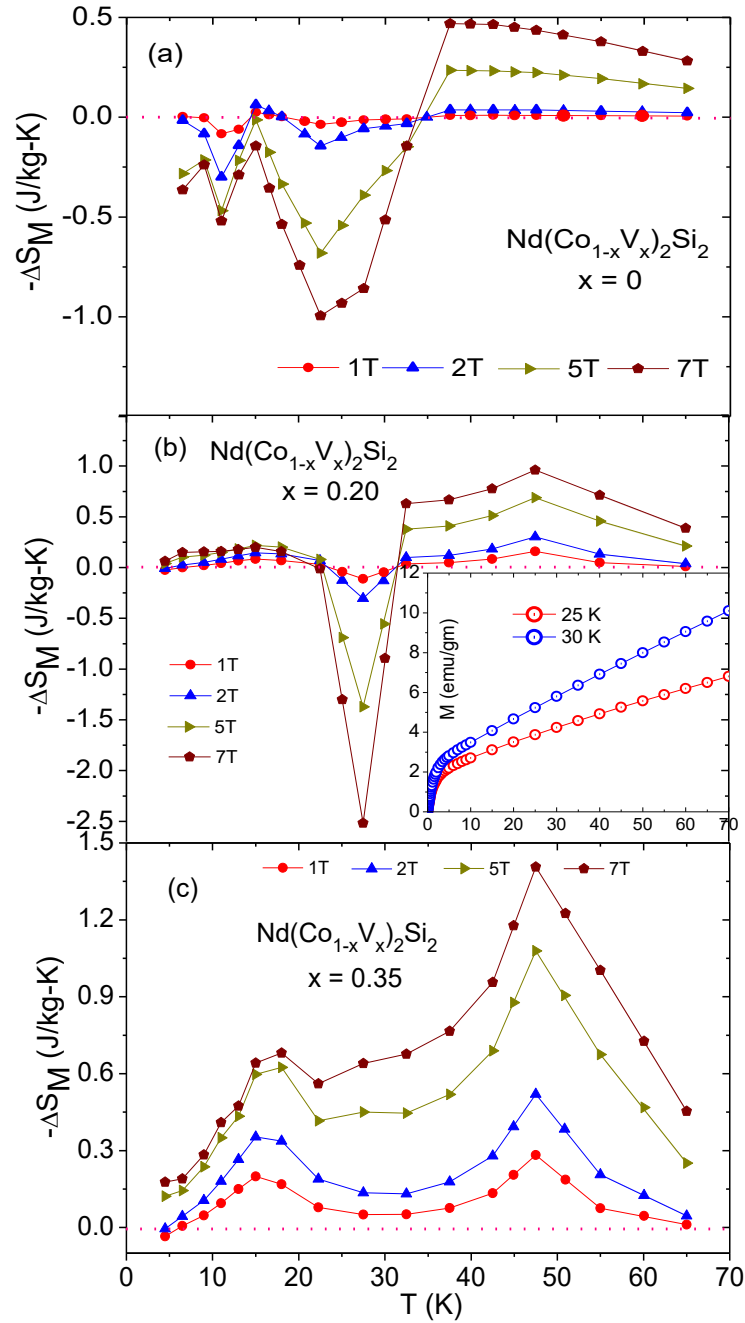 0.5
(a)
0.0
-0.5
-1.0
-ΔS_M (J/kg-K)
Nd(Co_{1-x}V_x)_2Si_2
x = 0
1T 2T 5T 7T
(b)
Nd(Co_{1-x}V_x)_2Si_2
x = 0.20
1.0
0.5
0.0
-0.5
-1.0
-1.5
-2.0
-2.5
-ΔS_M (J/kg-K)
1T
2T
5T
7T
12
10
8
6
4
2
0
M (emu/gm)
25 K
30 K
0 10 20 30 40 50 60 70
1.5
1T 2T 5T 7T
(c)
Nd(Co_{1-x}V_x)_2Si_2
x = 0.35
1.2
0.9
0.6
0.3
0.0
-ΔS_M (J/kg-K)
0 10 20 30 40 50 60 70
T (K)